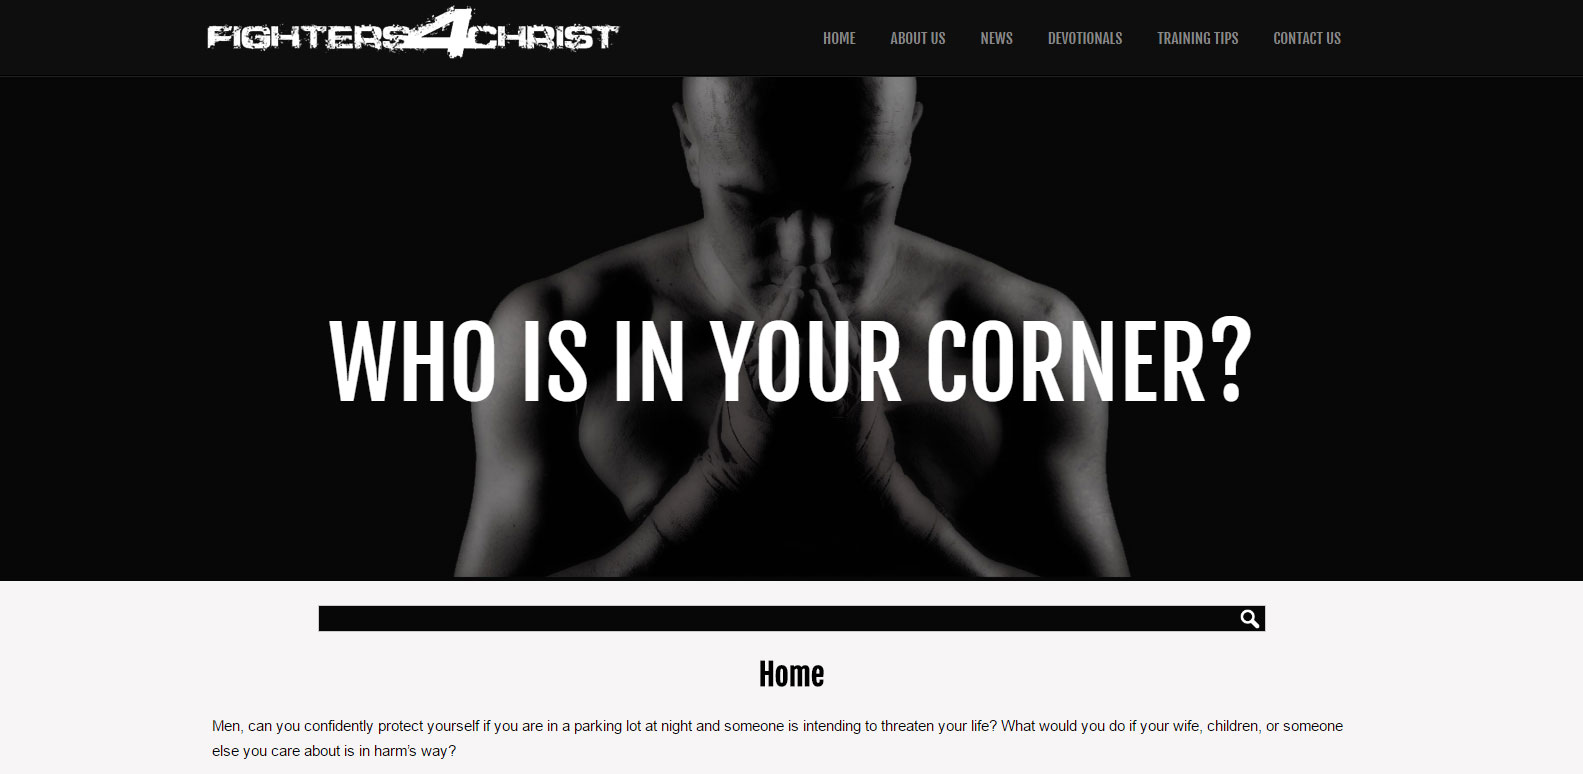 FIGHTERS4CHRIST
HOME ABOUT US NEWS DEVOTIONALS TRAINING TIPS CONTACT US
WHO IS IN YOUR CORNER?
Home
Men, can you confidently protect yourself if you are in a parking lot at night and someone is intending to threaten your life? What would you do if your wife, children, or someone
else you care about is in harm’s way?